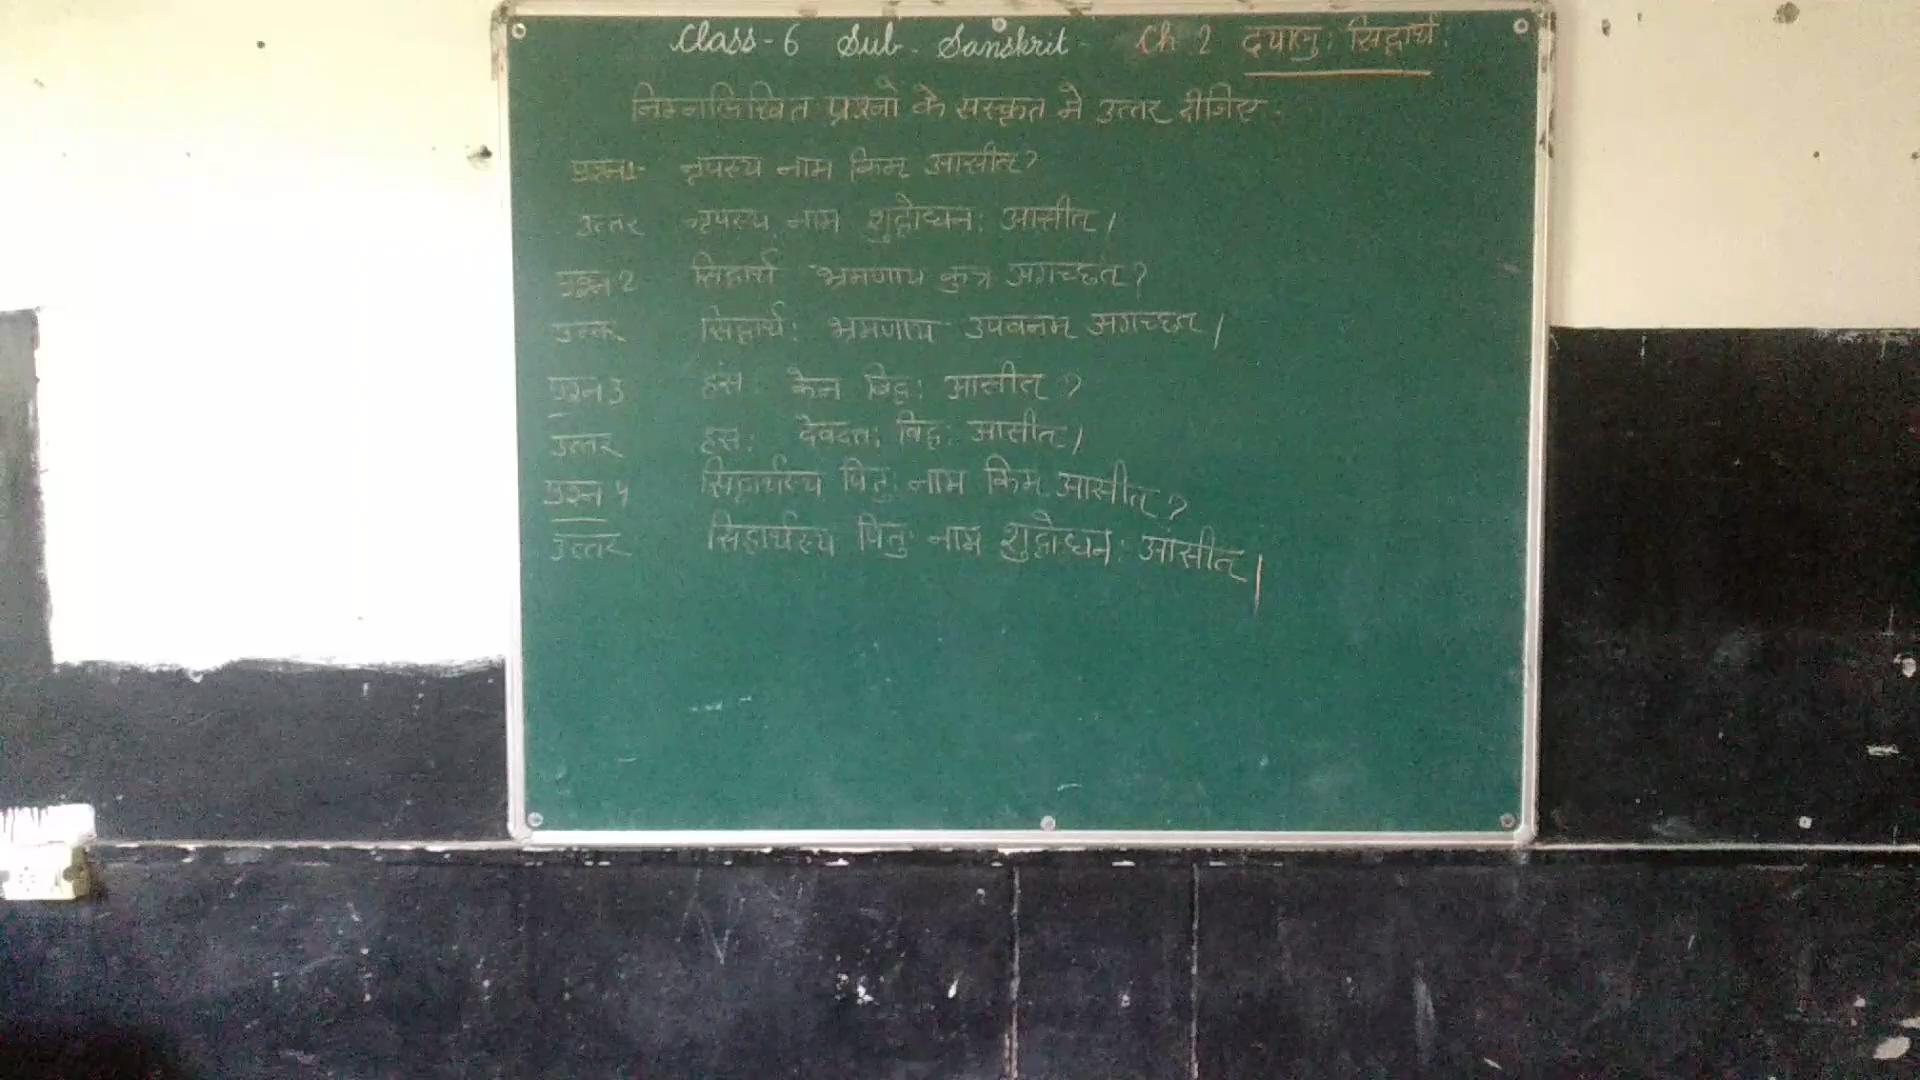 Class-6 Sub- Sanskrit- Ch 2 दयालु: सिद्धार्थ:
निम्नलिखित प्रश्नो के संस्कृत मे उत्तर दीजिए-
प्रश्न1- नृपस्य नाम किम् आसीत्?
उत्तर नृपस्य नाम शुद्धोधन: आसीत्।
प्रश्न2 सिद्धार्थ भ्रमणाय कुत्र अगच्छत्?
उत्तर सिद्धार्थ: भ्रमणाय उपवनम् अगच्छत्।
प्रश्न3 हंस: केन विद्ध: आसीत्?
उत्तर हंस: देवदत्त: विद्ध: आसीत्।
प्रश्न4 सिद्धार्थस्य पितु: नाम किम् आसीत्?
उत्तर सिद्धार्थस्य पितु: नाम शुद्धोधन: आसीत्।